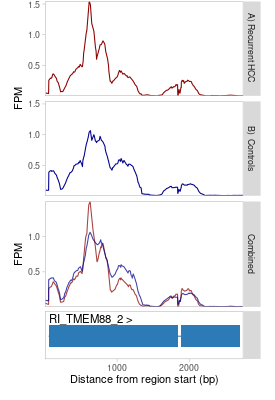 1.5
1.0
0.5
A) Recurrent HCC
FPM
1.5
1.0
0.5
B) Controls
1.0
0.5
FPM
Combined
RI_TMEM88_2 >
1000
2000
Distance from region start (bp)